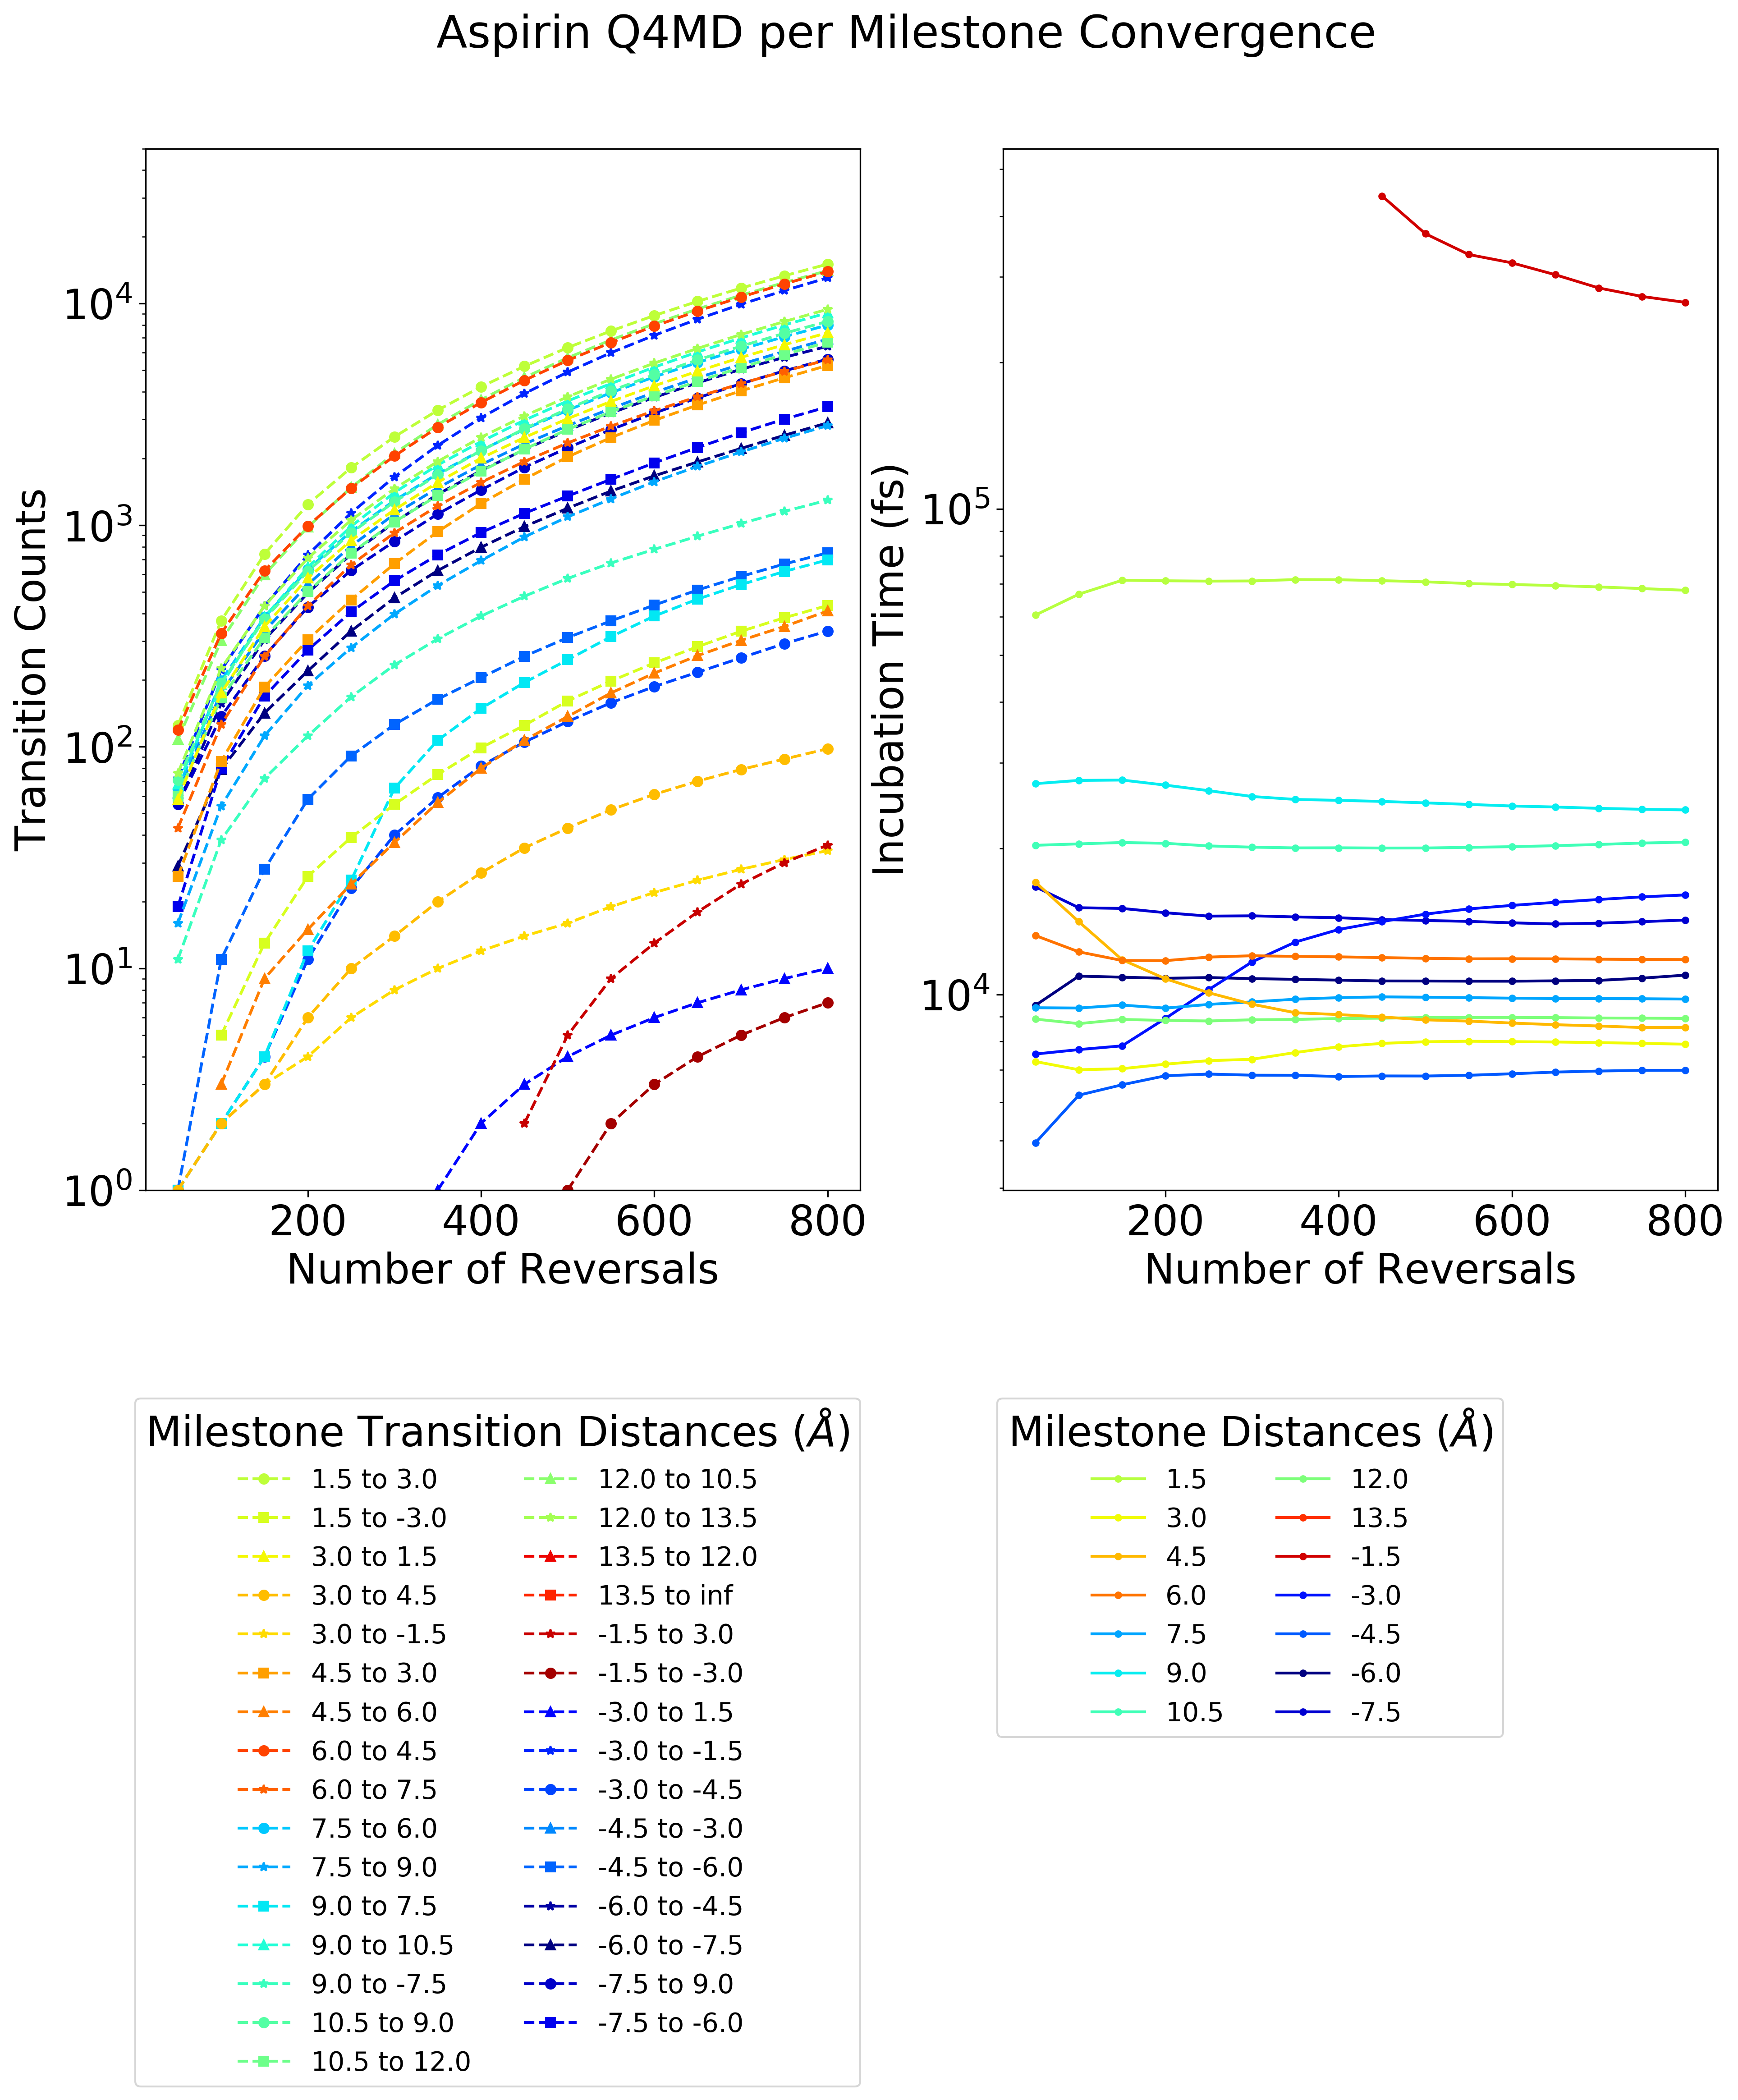 Aspirin Q4MD per Milestone Convergence
Transition Counts
10^4
10^3
10^2
10^1
10^0
200 400 600 800
Number of Reversals
Incubation Time (fs)
10^5
10^4
200 400 600 800
Number of Reversals
Milestone Transition Distances (Å)
1.5 to 3.0
1.5 to -3.0
3.0 to 1.5
3.0 to 4.5
3.0 to -1.5
4.5 to 3.0
4.5 to 6.0
6.0 to 4.5
6.0 to 7.5
7.5 to 6.0
7.5 to 9.0
9.0 to 7.5
9.0 to 10.5
9.0 to -7.5
10.5 to 9.0
10.5 to 12.0
12.0 to 10.5
12.0 to 13.5
13.5 to 12.0
13.5 to inf
-1.5 to 3.0
-1.5 to -3.0
-3.0 to 1.5
-3.0 to -1.5
-3.0 to -4.5
-4.5 to -3.0
-4.5 to -6.0
-6.0 to -4.5
-6.0 to -7.5
-7.5 to 9.0
-7.5 to -6.0
Milestone Distances (Å)
1.5
3.0
4.5
6.0
7.5
9.0
10.5
12.0
13.5
-1.5
-3.0
-4.5
-6.0
-7.5